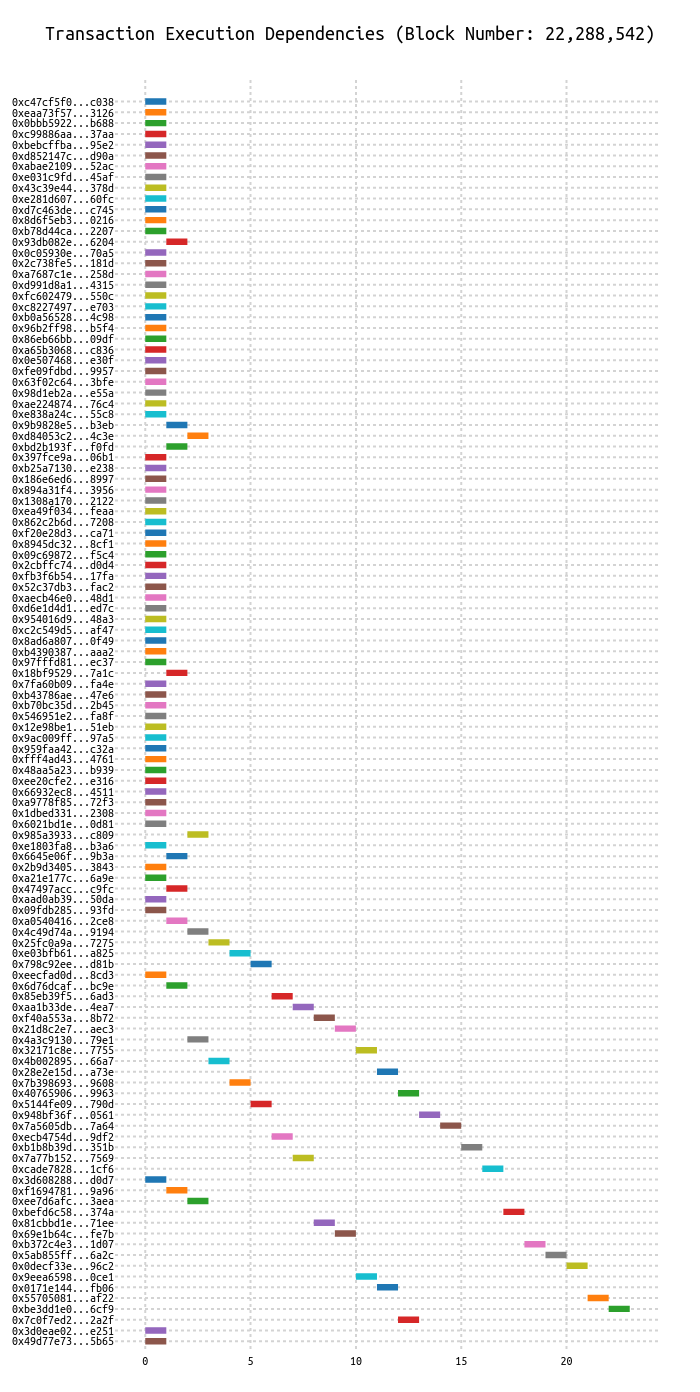 Transaction Execution Dependencies (Block Number: 22,288,542)
0xc47cf5f0...c038
0xeaa73f57...3126
0x0bbb5922...b688
0xc99886aa...37aa
0xbebcffba...95e2
0xd852147c...d90a
0xabae2109...52ac
0xe031c9fd...45af
0x43c39e44...378d
0xe281d607...60fc
0xd7c463de...c745
0x8d6f5eb3...0216
0xb78d44ca...2207
0x93db082e...6204
0x0c05930e...70a5
0x2c738fe5...181d
0xa7687c1e...258d
0xd991d8a1...4315
0xfc602479...550c
0xc8227497...e703
0xb0a56528...4c98
0x96b2ff98...b5f4
0x86eb66bb...09df
0xa65b3068...c836
0x0e507468...e30f
0xfe09fdbd...9957
0x63f02c64...3bfe
0x98d1eb2a...e55a
0xae224874...76c4
0xe838a24c...55c8
0x9b9828e5...b3eb
0xd84053c2...4c3e
0xbd2b193f...f0fd
0x397fce9a...06b1
0xb25a7130...e238
0x186e6ed6...8997
0x894a31f4...3956
0x1308a170...2122
0xea49f034...feaa
0x862c2b6d...7208
0xf20e28d3...ca71
0x8945dc32...8cf1
0x09c69872...f5c4
0x2cbffc74...d0d4
0xfb3f6b54...17fa
0x52c37db3...fac2
0xaecb46e0...48d1
0xd6e1d4d1...ed7c
0x954016d9...48a3
0xc2c549d5...af47
0x8ad6a807...0f49
0xb4390387...aaa2
0x97fffd81...ec37
0x18bf9529...7a1c
0x7fa60b09...fa4e
0xb43786ae...47e6
0xb70bc35d...2b45
0x546951e2...fa8f
0x12e98be1...51eb
0x9ac009ff...97a5
0x959faa42...c32a
0xfff4ad43...4761
0x48aa5a23...b939
0xee20cfe2...e316
0x66932ec8...4511
0xa9778f85...72f3
0x1dbed331...2308
0x6021bd1e...0d81
0x985a3933...c809
0xe1803fa8...b3a6
0x6645e06f...9b3a
0x2b9d3405...3843
0xa21e177c...6a9e
0x47497acc...c9fc
0xaad0ab39...50da
0x09fdb285...93fd
0xa0540416...2ce8
0x4c49d74a...9194
0x25fc0a9a...7275
0xe03bfb61...a825
0x798c92ee...d81b
0xeecfad0d...8cd3
0x6d76dcaf...bc9e
0x85eb39f5...6ad3
0xaa1b33de...4ea7
0xf40a553a...8b72
0x21d8c2e7...aec3
0x4a3c9130...79e1
0x32171c8e...7755
0x4b002895...66a7
0x28e2e15d...a73e
0x7b398693...9608
0x40765906...9963
0x5144fe09...790d
0x948bf36f...0561
0x7a5605db...7a64
0xecb4754d...9df2
0xb1b8b39d...351b
0x7a77b152...7569
0xcade7828...1cf6
0x3d608288...d0d7
0xf1694781...9a96
0xee7d6afc...3aea
0xbefd6c58...374a
0x81cbbd1e...71ee
0x69e1b64c...fe7b
0xb372c4e3...1d07
0x5ab855ff...6a2c
0x0decf33e...96c2
0x9eea6598...0ce1
0x0171e144...fb06
0x55705081...af22
0xbe3dd1e0...6cf9
0x7c0f7ed2...2a2f
0x3d0eae02...e251
0x49d77e73...5b65
0 5 10 15 20